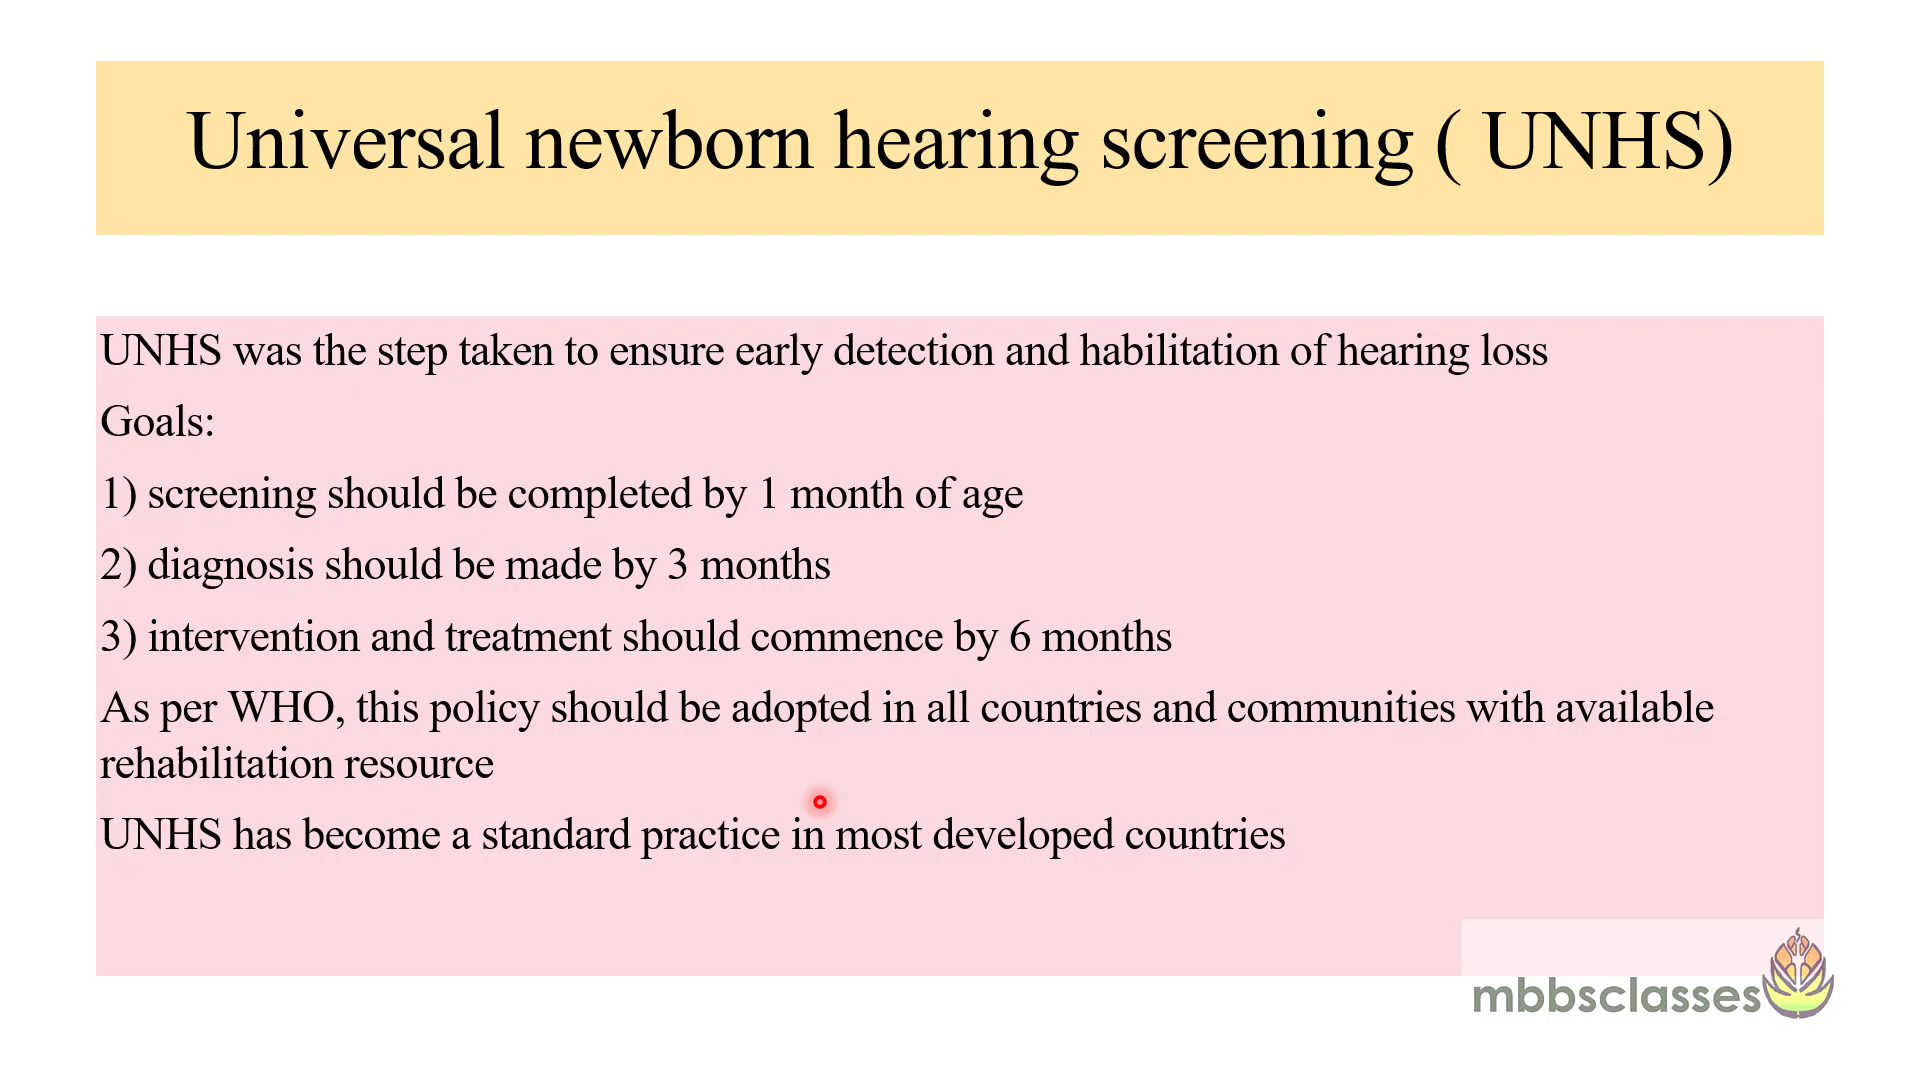 Universal newborn hearing screening ( UNHS)
UNHS was the step taken to ensure early detection and habilitation of hearing loss
Goals:
1) screening should be completed by 1 month of age
2) diagnosis should be made by 3 months
3) intervention and treatment should commence by 6 months
As per WHO, this policy should be adopted in all countries and communities with available
rehabilitation resource
UNHS has become a standard practice in most developed countries
mbbsclasses